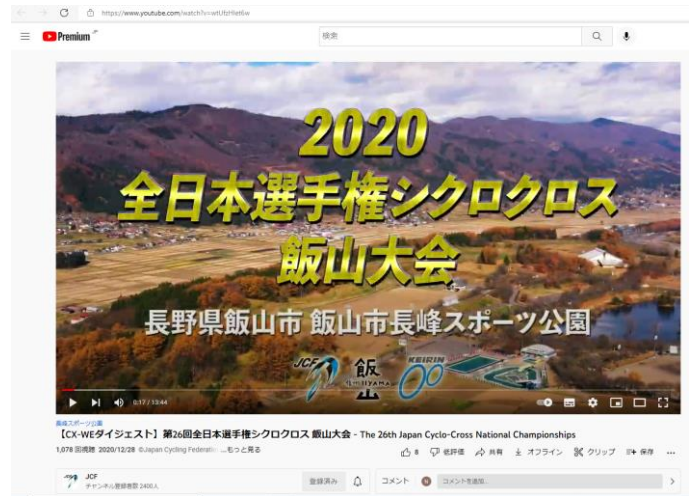 https://www.youtube.com/watch?v=wtUfzHlet6w
Premium JP
検索
2020
全日本選手権シクロクロス
飯山大会
長野県飯山市 飯山市長峰スポーツ公園
JCF
飯山
IIYAMA
KEIRIN
0:17 / 13:44
長峰スポーツ公園
【CX-WEダイジェスト】第26回全日本選手権シクロクロス 飯山大会 - The 26th Japan Cyclo-Cross National Championships
1,078 回視聴 2020/12/28 ©Japan Cycling Federatio ...もっと見る
8 低評価 共有 オフライン クリップ 保存
JCF
チャンネル登録者数 2400人
登録済み
コメント
コメントを追加...